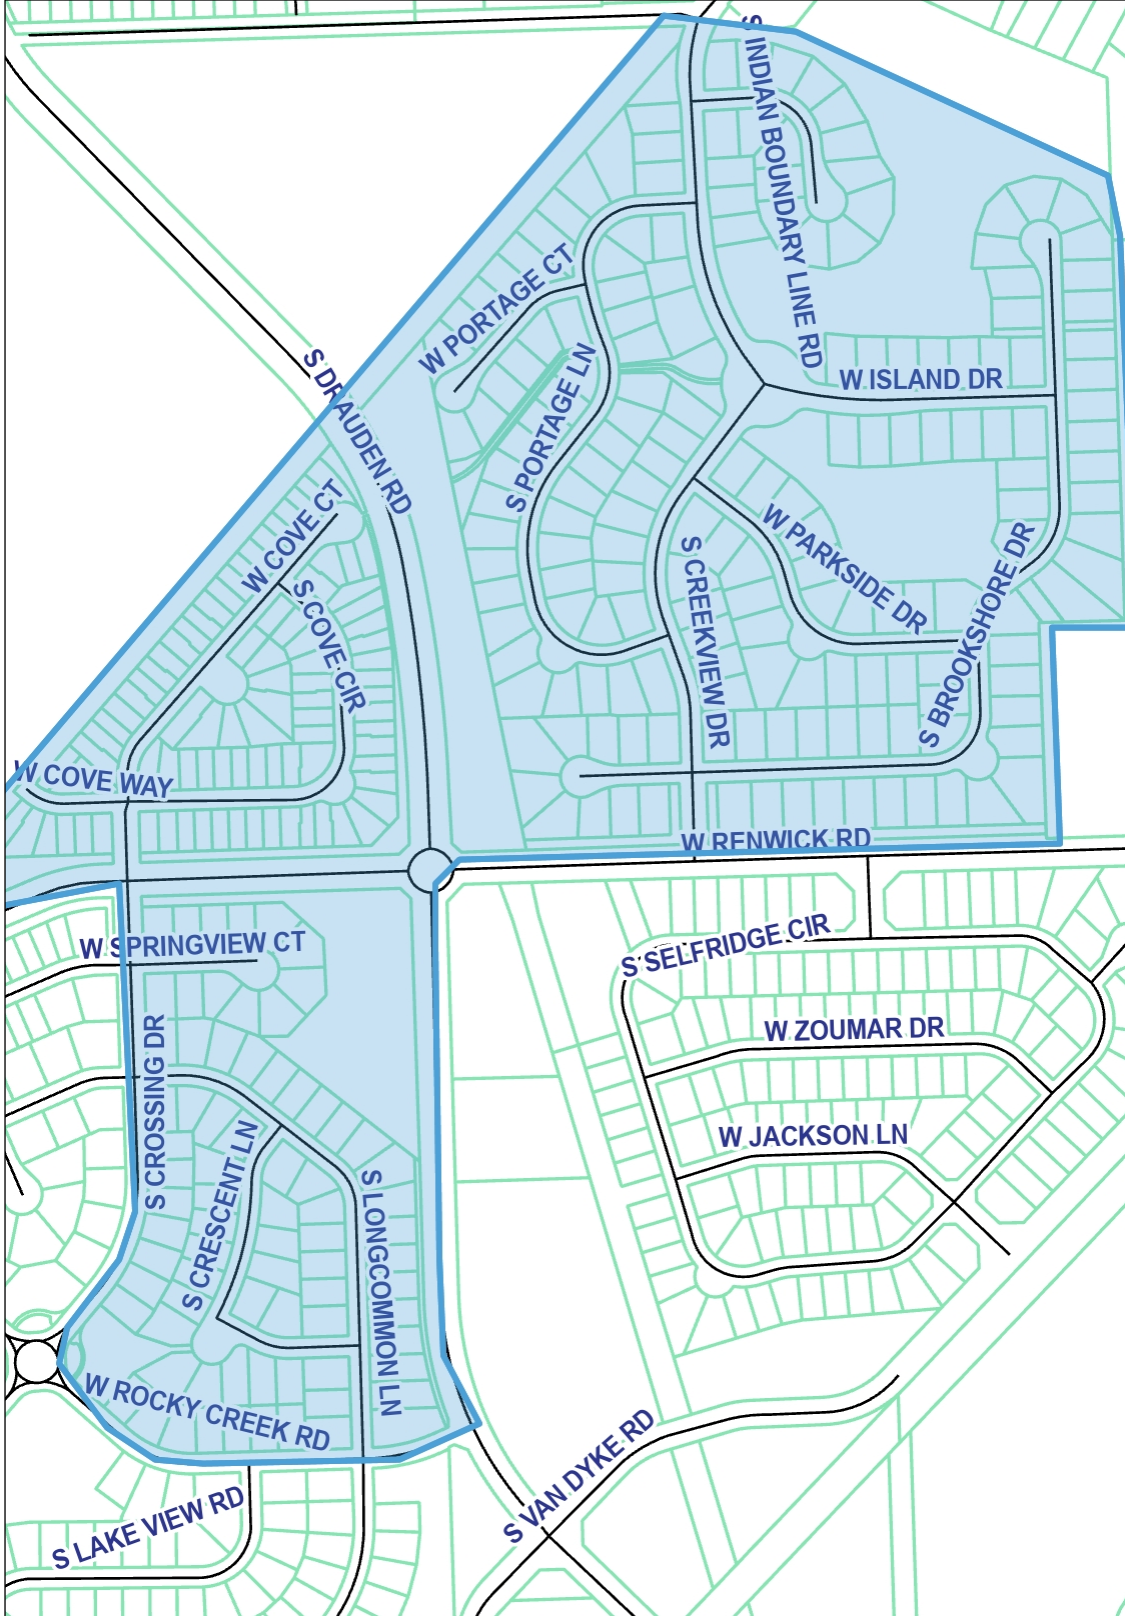 S INDIAN BOUNDARY LINE RD
W PORTAGE CT
S DRAUDEN RD
S PORTAGE LN
W ISLAND DR
W COVE CT
W PARKSIDE DR
S COVE CIR
S CREEKVIEW DR
S BROOKSHORE DR
W COVE WAY
W RENWICK RD
W SPRINGVIEW CT
S SELFRIDGE CIR
W ZOUMAR DR
S CROSSING DR
W JACKSON LN
S CRESCENT LN
S LONGCOMMON LN
W ROCKY CREEK RD
S VAN DYKE RD
S LAKE VIEW RD